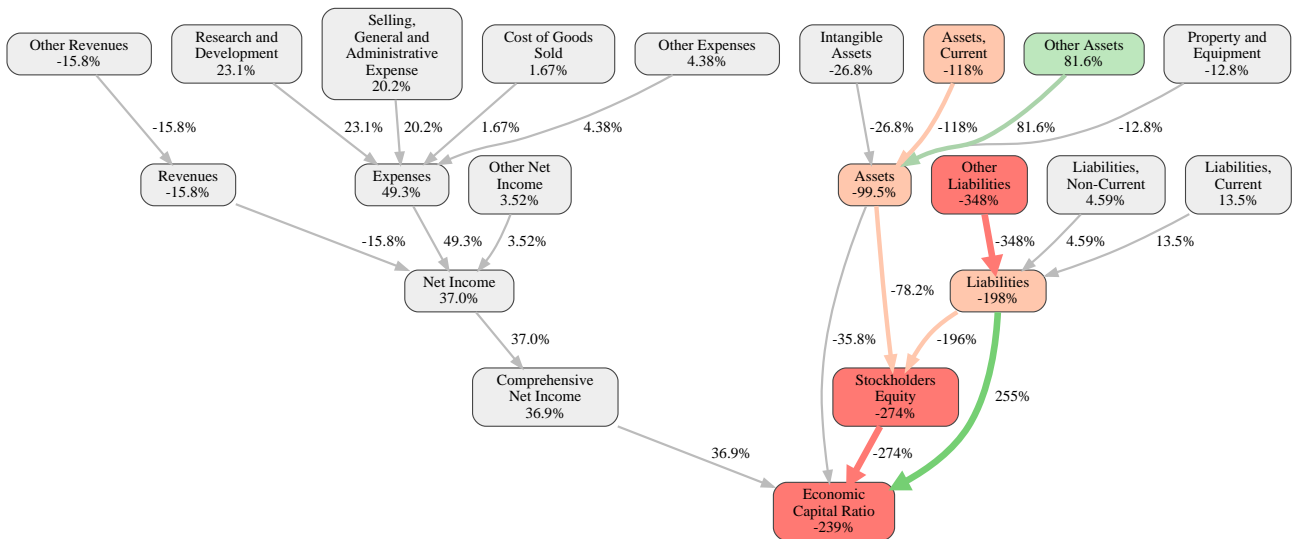 Other Revenues
-15.8%
Research and
Development
23.1%
Selling,
General and
Administrative
Expense
20.2%
Cost of Goods
Sold
1.67%
Other Expenses
4.38%
Intangible
Assets
-26.8%
Assets,
Current
-118%
Other Assets
81.6%
Property and
Equipment
-12.8%
-15.8%
23.1%
20.2%
1.67%
4.38%
-26.8%
-118%
81.6%
-12.8%
Revenues
-15.8%
Expenses
49.3%
Other Net
Income
3.52%
Assets
-99.5%
Other
Liabilities
-348%
Liabilities,
Non-Current
4.59%
Liabilities,
Current
13.5%
-15.8%
49.3%
3.52%
-348%
4.59%
13.5%
Net Income
37.0%
-78.2%
Liabilities
-198%
37.0%
-35.8%
-196%
Comprehensive
Net Income
36.9%
Stockholders
Equity
-274%
255%
36.9%
-274%
Economic
Capital Ratio
-239%